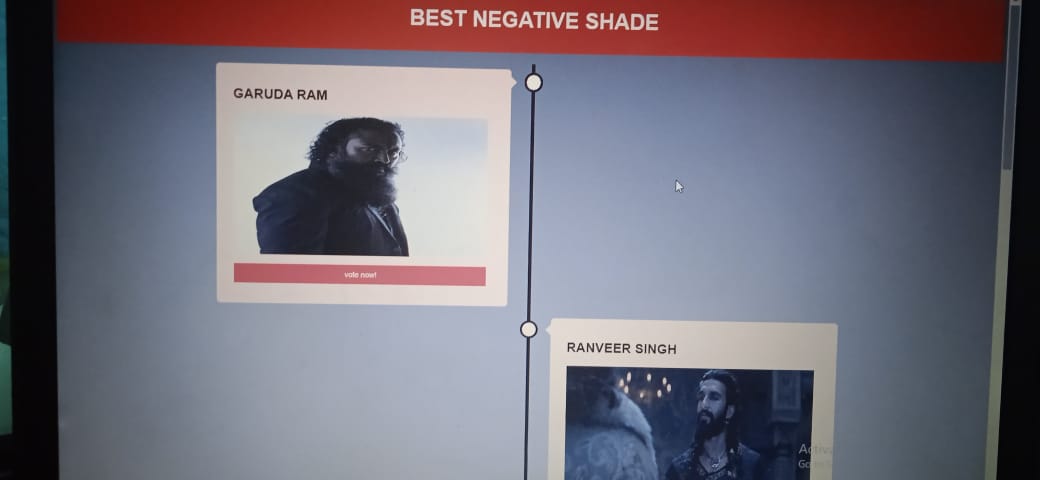 BEST NEGATIVE SHADE
GARUDA RAM
vote now!
RANVEER SINGH